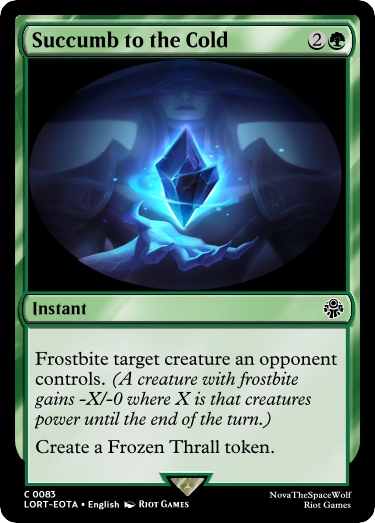 Succumb to the Cold 2
Instant
Frostbite target creature an opponent
controls. (A creature with frostbite
gains -X/-0 where X is that creatures
power until the end of the turn.)
Create a Frozen Thrall token.
C 0083
LORT-EOTA • English Riot Games
NovaTheSpaceWolf
Riot Games